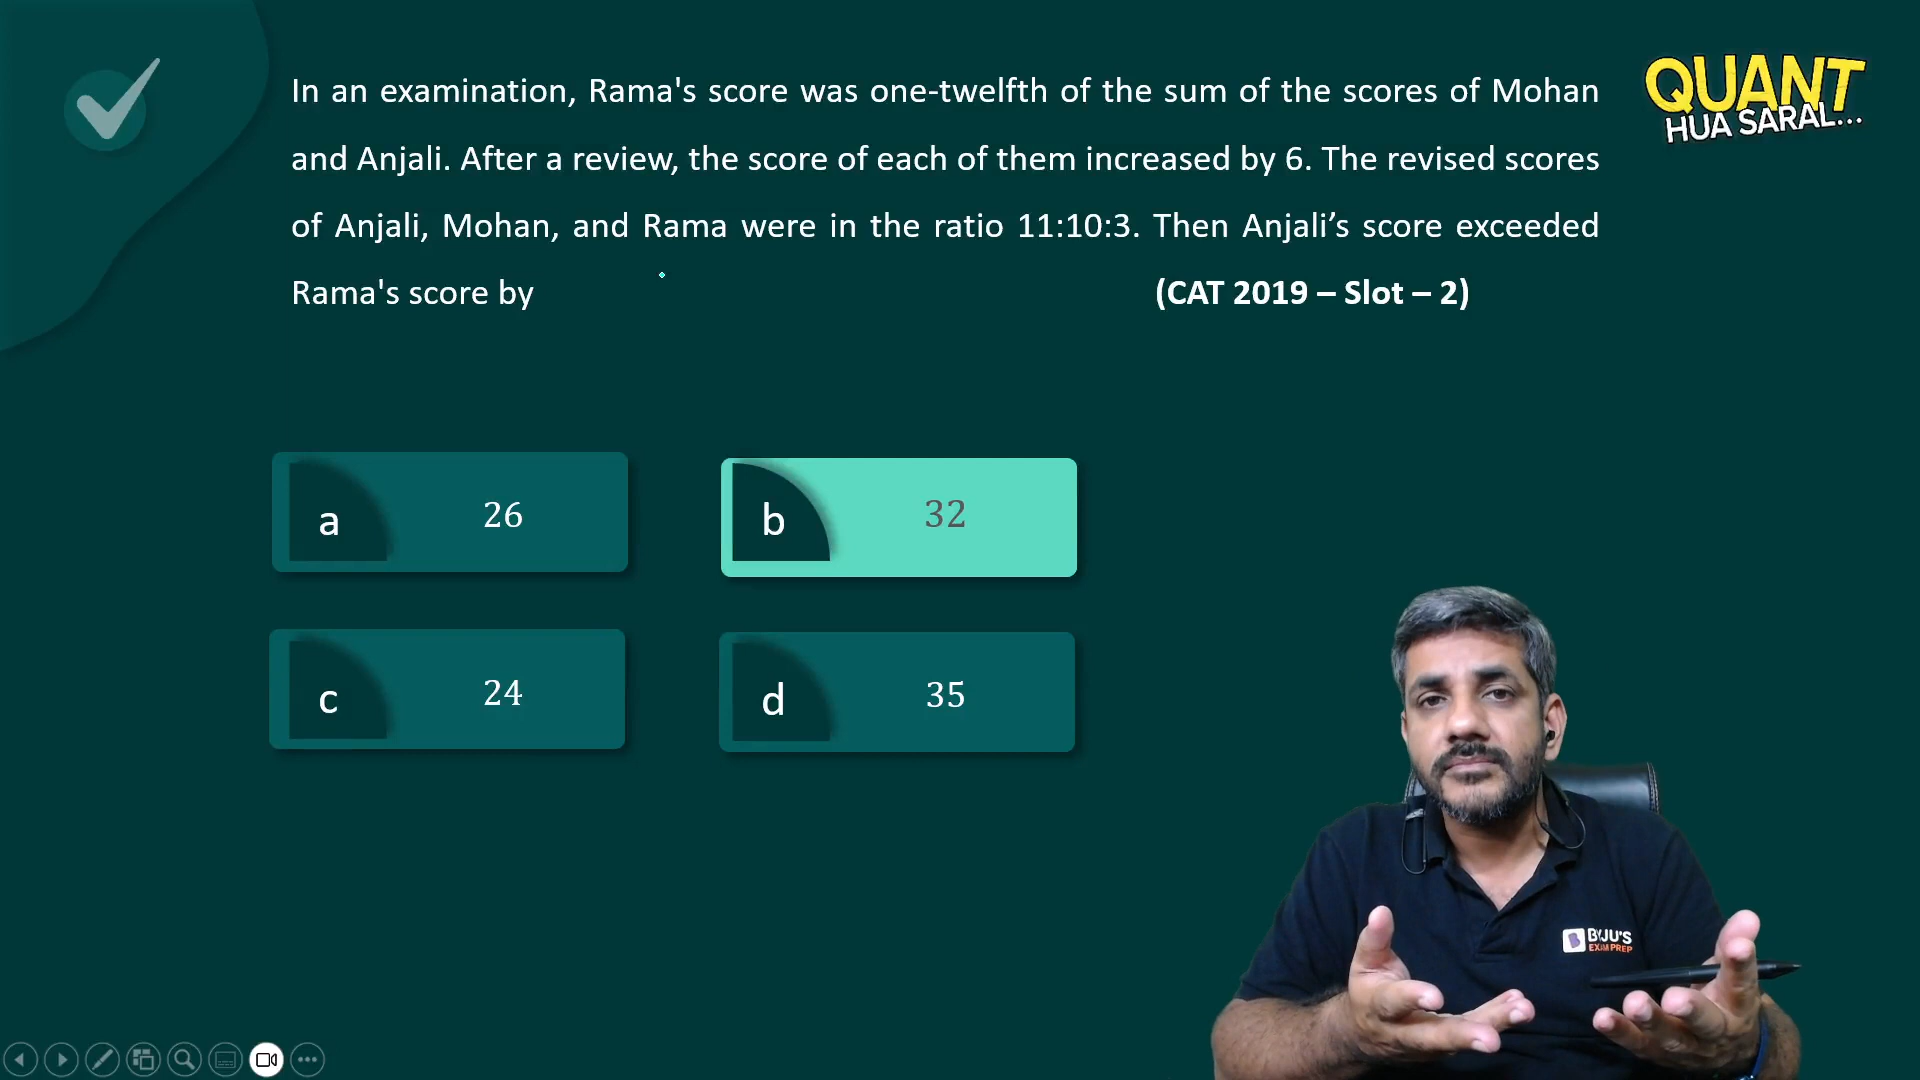 In an examination, Rama's score was one-twelfth of the sum of the scores of Mohan
and Anjali. After a review, the score of each of them increased by 6. The revised scores
of Anjali, Mohan, and Rama were in the ratio 11:10:3. Then Anjali’s score exceeded
Rama's score by (CAT 2019 – Slot – 2)
QUANT
HUA SARAL...
a 26
b 32
c 24
d 35
BYJU'S
EXAM PREP